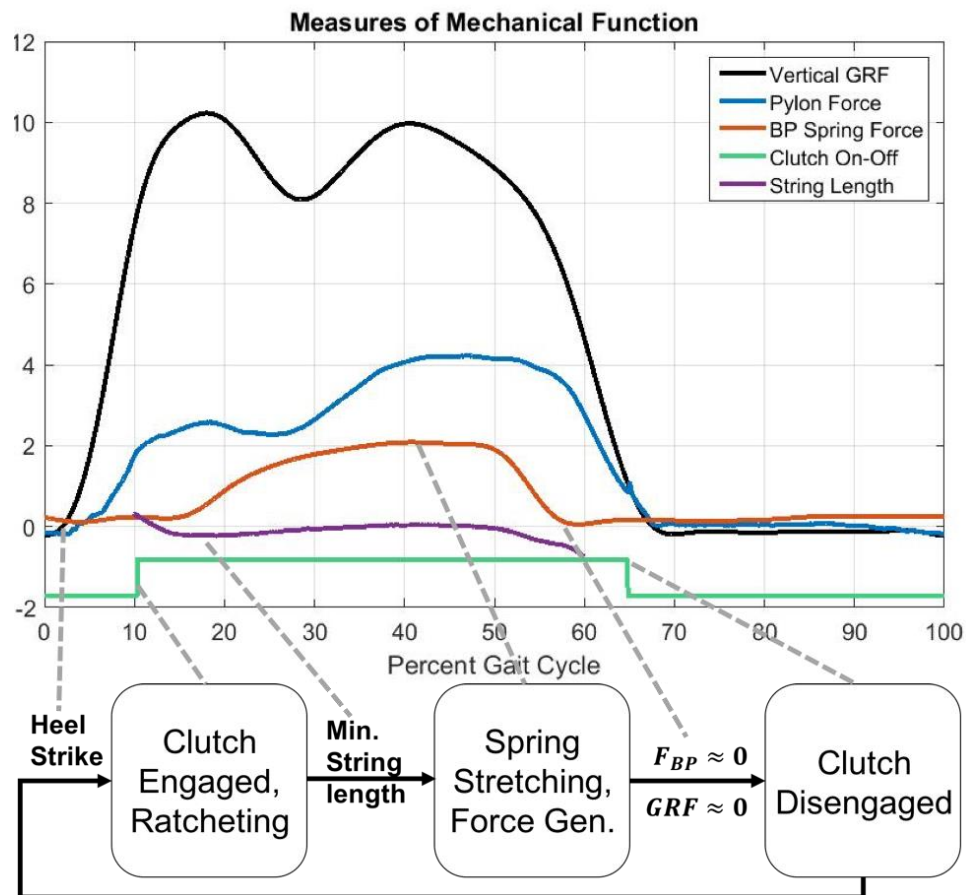 Measures of Mechanical Function
12
10
8
6
4
2
0
-2
Vertical GRF
Pylon Force
BP Spring Force
Clutch On-Off
String Length
0 10 20 30 40 50 60 70 80 90 100
Percent Gait Cycle
Heel
Strike
Clutch
Engaged,
Ratcheting
Min.
String
length
Spring
Stretching,
Force Gen.
F_BP ≈ 0
GRF ≈ 0
Clutch
Disengaged